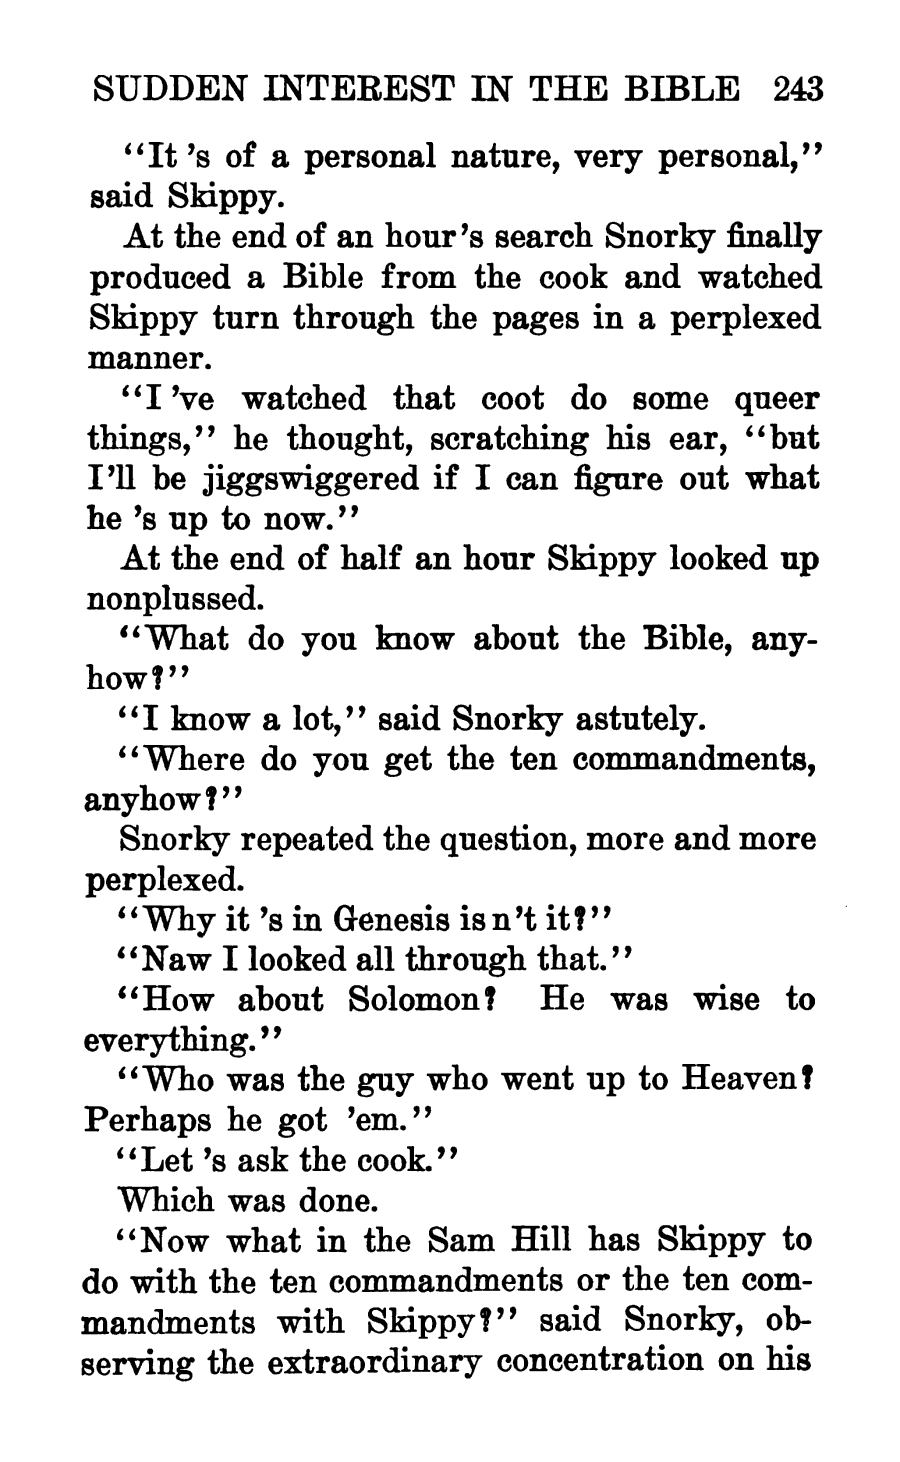 SUDDEN INTEREST IN THE BIBLE 243
"It 's of a personal nature, very personal,"
said Skippy.
At the end of an hour's search Snorky finally
produced a Bible from the cook and watched
Skippy turn through the pages in a perplexed
manner.
"I 've watched that coot do some queer
things," he thought, scratching his ear, "but
I'll be jiggswiggered if I can figure out what
he 's up to now."
At the end of half an hour Skippy looked up
nonplussed.
"What do you know about the Bible, any-
how?"
"I know a lot," said Snorky astutely.
"Where do you get the ten commandments,
anyhow?"
Snorky repeated the question, more and more
perplexed.
"Why it 's in Genesis is n't it?"
"Naw I looked all through that."
"How about Solomon? He was wise to
everything."
"Who was the guy who went up to Heaven?
Perhaps he got 'em."
"Let 's ask the cook."
Which was done.
"Now what in the Sam Hill has Skippy to
do with the ten commandments or the ten com-
mandments with Skippy?" said Snorky, ob-
serving the extraordinary concentration on his